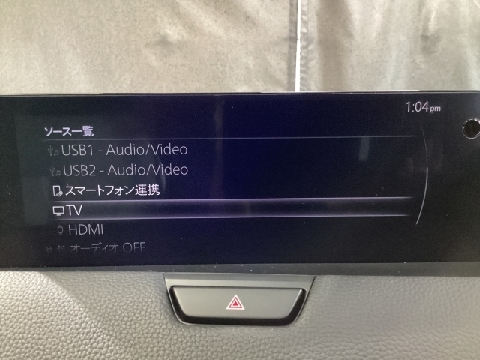 1:04pm
ソース一覧
USB1 - Audio/Video
USB2 - Audio/Video
スマートフォン連携
TV
HDMI
オーディオ OFF